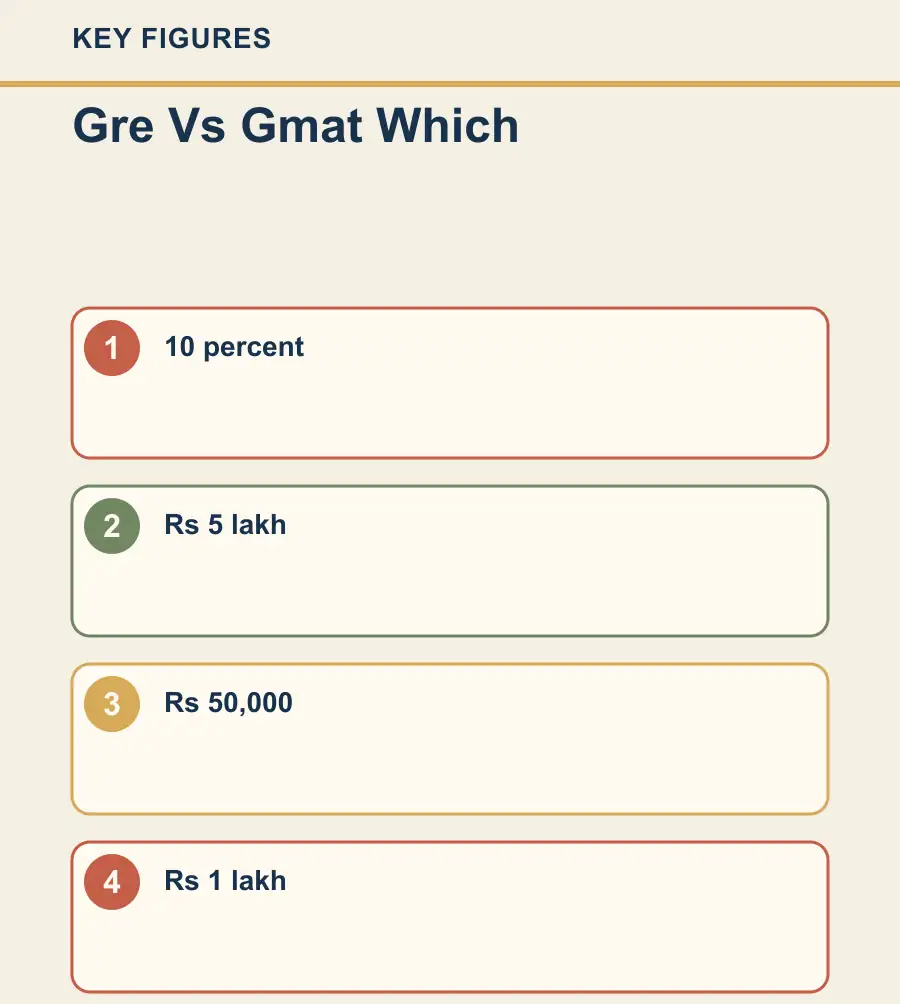 KEY FIGURES
Gre Vs Gmat Which
1 10 percent
2 Rs 5 lakh
3 Rs 50,000
4 Rs 1 lakh